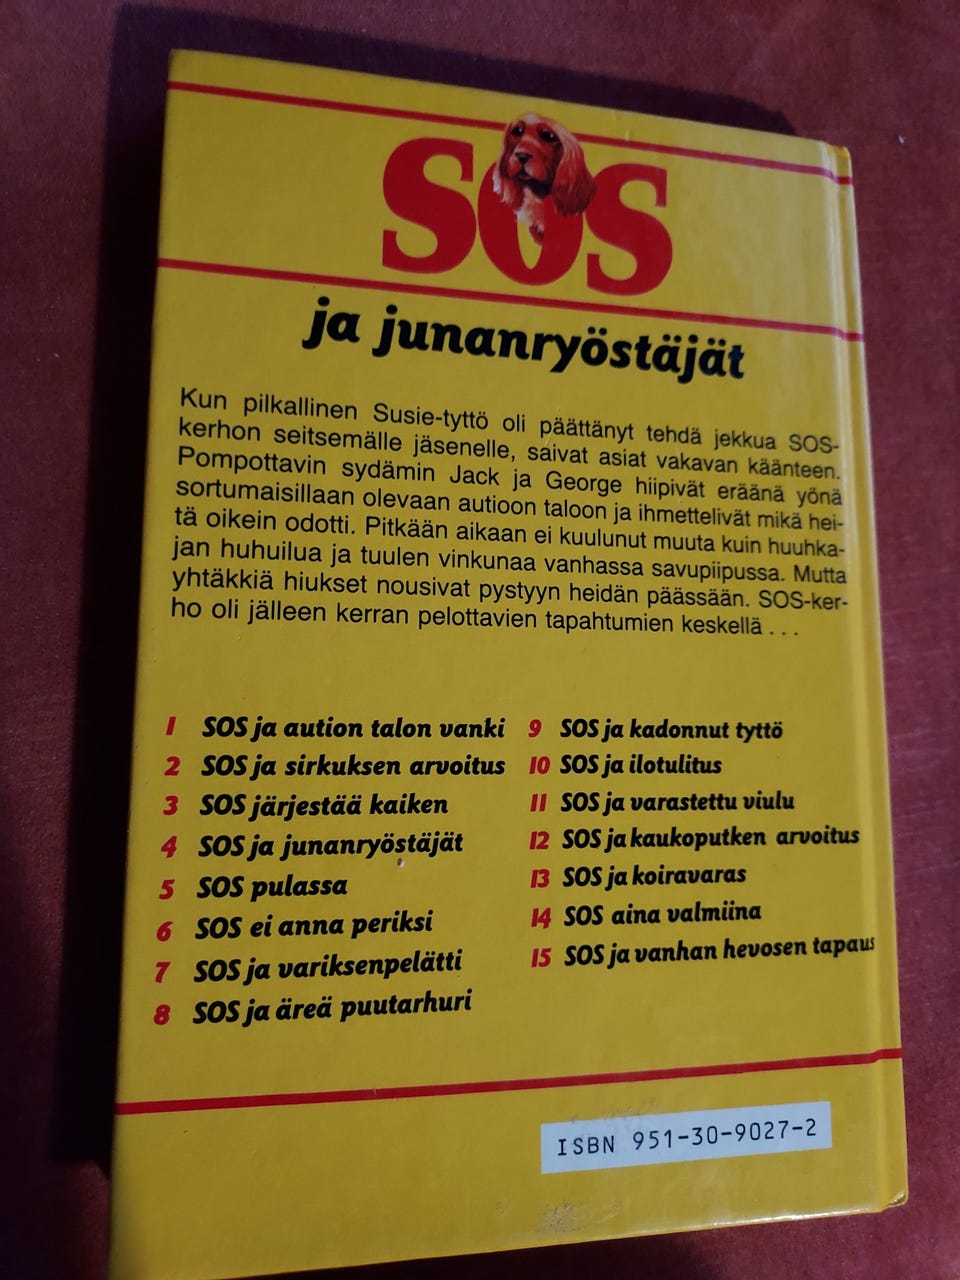 SOS
ja junanryöstäjät
Kun pilkallinen Susie-tyttö oli päättänyt tehdä jekkua SOS-
kerhon seitsemälle jäsenelle, saivat asiat vakavan käänteen.
Pompottavin sydämin Jack ja George hiipivät eräänä yönä
sortumaisillaan olevaan autioon taloon ja ihmettelivät mikä hei-
tä oikein odotti. Pitkään aikaan ei kuulunut muuta kuin huuhka-
jan huhuilua ja tuulen vinkunaa vanhassa savupiipussa. Mutta
yhtäkkiä hiukset nousivat pystyyn heidän päässään. SOS-ker-
ho oli jälleen kerran pelottavien tapahtumien keskellä...
1 SOS ja aution talon vanki
2 SOS ja sirkuksen arvoitus
3 SOS järjestää kaiken
4 SOS ja junanryöstäjät
5 SOS pulassa
6 SOS ei anna periksi
7 SOS ja variksenpelätti
8 SOS ja äreä puutarhuri
9 SOS ja kadonnut tyttö
10 SOS ja ilotulitus
11 SOS ja varastettu viulu
12 SOS ja kaukoputken arvoitus
13 SOS ja koiravaras
14 SOS aina valmiina
15 SOS ja vanhan hevosen tapaus
ISBN 951-30-9027-2